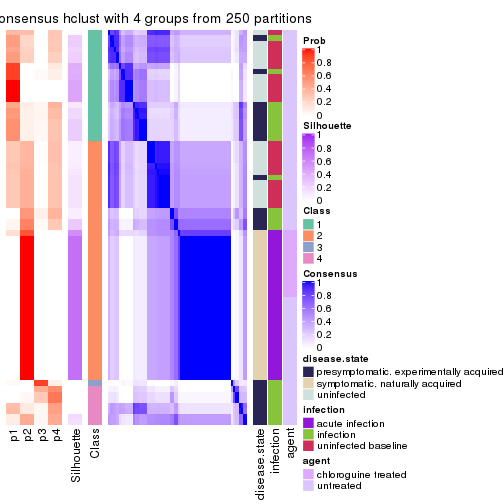 onsensus hclust with 4 groups from 250 partitions
Prob
1
0.8
0.6
0.4
0.2
0
Silhouette
1
0.8
0.6
0.4
0.2
0
Class
1
2
3
4
Consensus
1
0.8
0.6
0.4
0.2
0
disease.state
presymptomatic. experimentally acquired
symptomatic. naturally acquired
uninfected
infection
acute infection
infection
uninfected baseline
agent
chloroguine treated
untreated
p1
p2
p3
p4
Silhouette
Class
disease.state
infection
agent